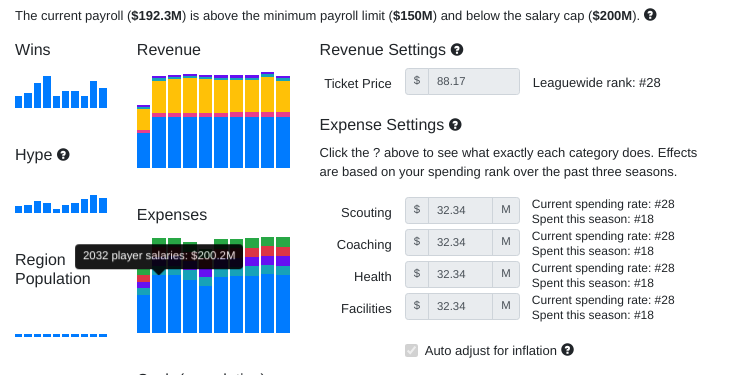 The current payroll ($192.3M) is above the minimum payroll limit ($150M) and below the salary cap ($200M). ?
Wins
Hype ?
Region
Population
Revenue
Expenses
2032 player salaries: $200.2M
Revenue Settings ?
Ticket Price $ 88.17 Leaguewide rank: #28
Expense Settings ?
Click the ? above to see what exactly each category does. Effects
are based on your spending rank over the past three seasons.
Scouting $ 32.34 M Current spending rate: #28
Spent this season: #18
Coaching $ 32.34 M Current spending rate: #28
Spent this season: #18
Health $ 32.34 M Current spending rate: #28
Spent this season: #18
Facilities $ 32.34 M Current spending rate: #28
Spent this season: #18
Auto adjust for inflation ?